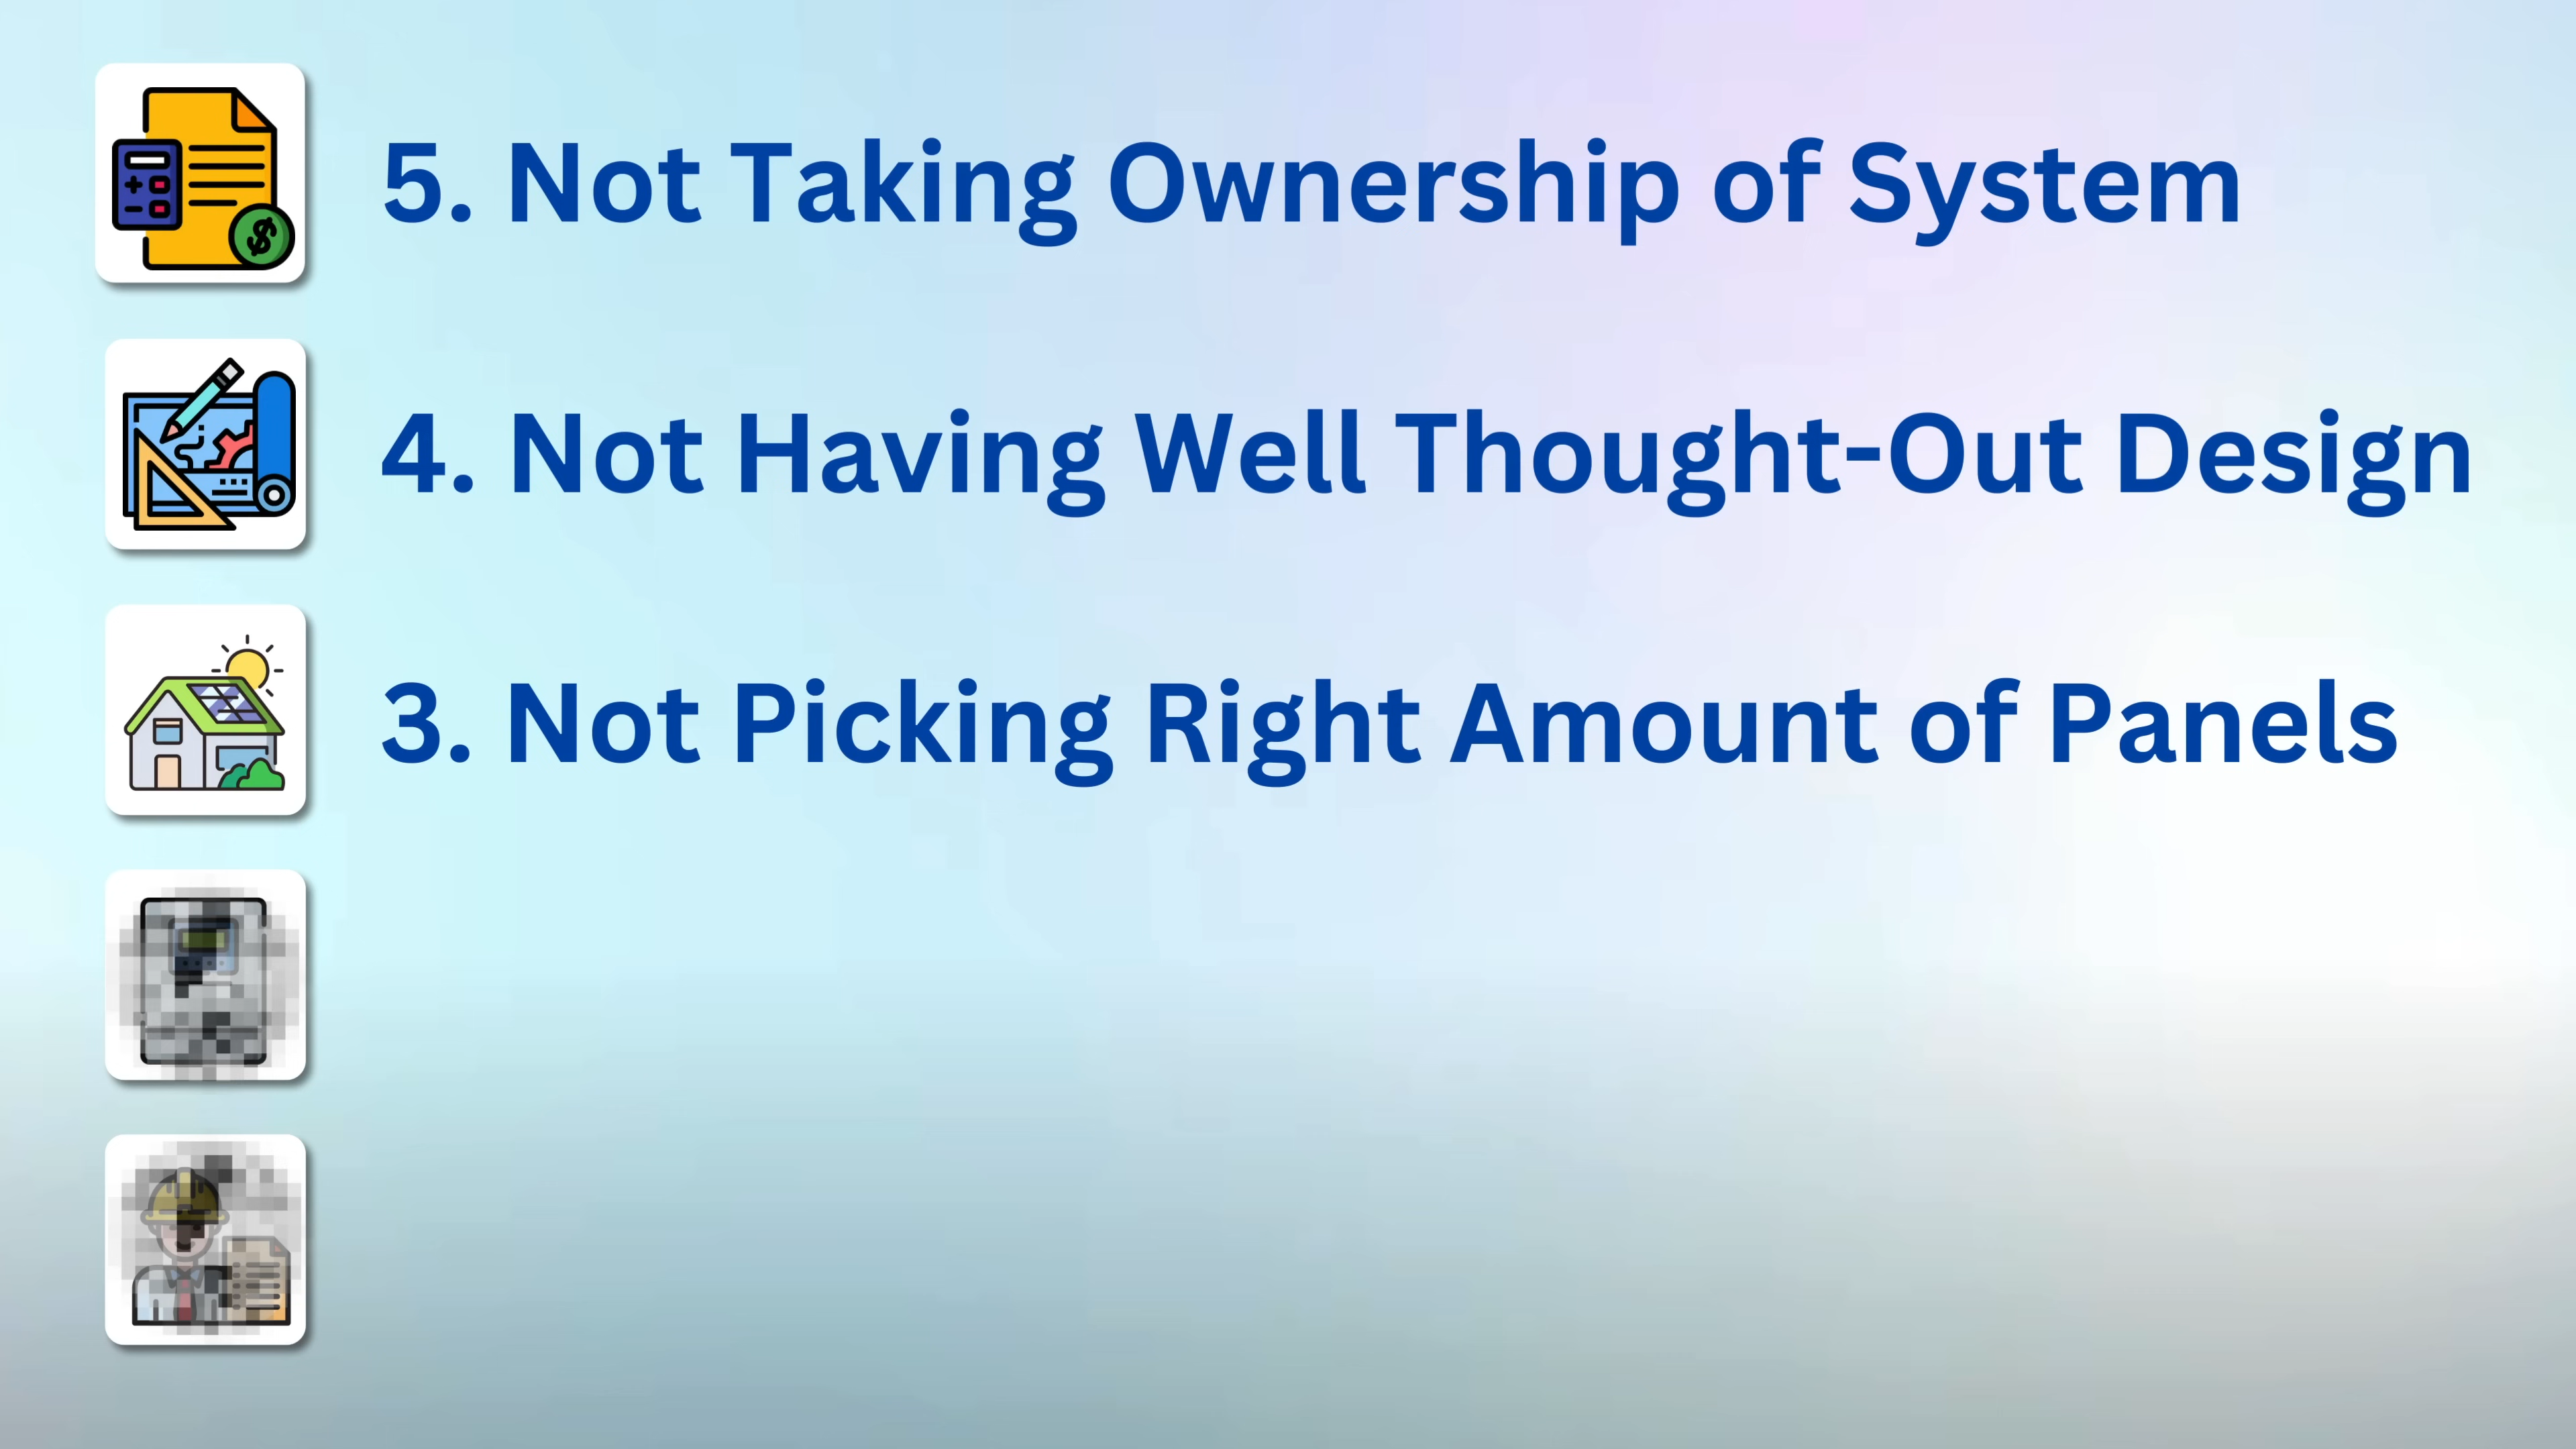 5. Not Taking Ownership of System
4. Not Having Well Thought-Out Design
3. Not Picking Right Amount of Panels